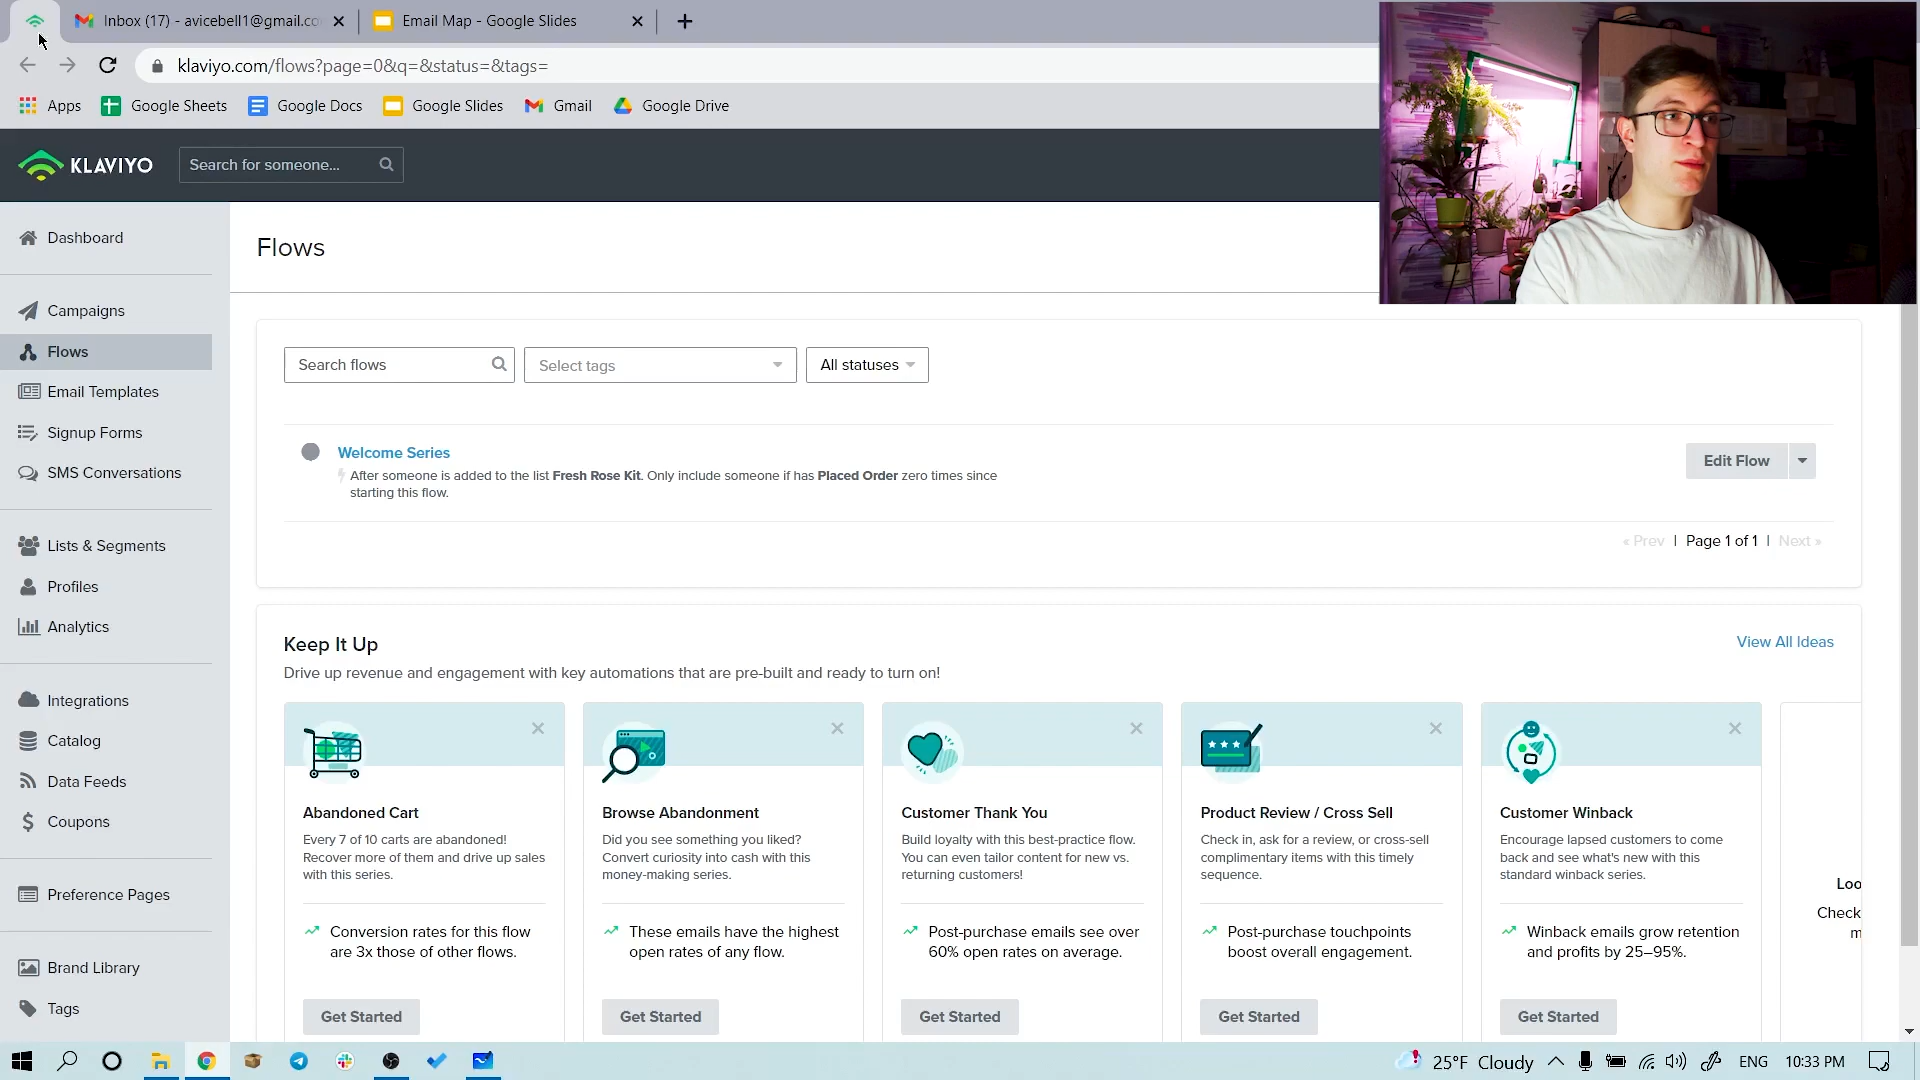 Inbox (17) - avicebell1@gmail.co
Email Map - Google Slides
klaviyo.com/flows?page=0&q=&status=&tags=
Apps
Google Sheets
Google Docs
Google Slides
Gmail
Google Drive
KLAVIYO
Search for someone...
Dashboard
Campaigns
Flows
Email Templates
Signup Forms
SMS Conversations
Lists & Segments
Profiles
Analytics
Integrations
Catalog
Data Feeds
Coupons
Preference Pages
Brand Library
Tags
Flows
Search flows
Select tags
All statuses
Welcome Series
After someone is added to the list Fresh Rose Kit. Only include someone if has Placed Order zero times since
starting this flow.
Edit Flow
« Prev | Page 1 of 1 | Next »
Keep It Up
View All Ideas
Drive up revenue and engagement with key automations that are pre-built and ready to turn on!
Abandoned Cart
Every 7 of 10 carts are abandoned!
Recover more of them and drive up sales
with this series.
Conversion rates for this flow
are 3x those of other flows.
Get Started
Browse Abandonment
Did you see something you liked?
Convert curiosity into cash with this
money-making series.
These emails have the highest
open rates of any flow.
Get Started
Customer Thank You
Build loyalty with this best-practice flow.
You can even tailor content for new vs.
returning customers!
Post-purchase emails see over
60% open rates on average.
Get Started
Product Review / Cross Sell
Check in, ask for a review, or cross-sell
complimentary items with this timely
sequence.
Post-purchase touchpoints
boost overall engagement.
Get Started
Customer Winback
Encourage lapsed customers to come
back and see what's new with this
standard winback series.
Winback emails grow retention
and profits by 25–95%.
Get Started
Loo
Check
m
25°F Cloudy
ENG
10:33 PM